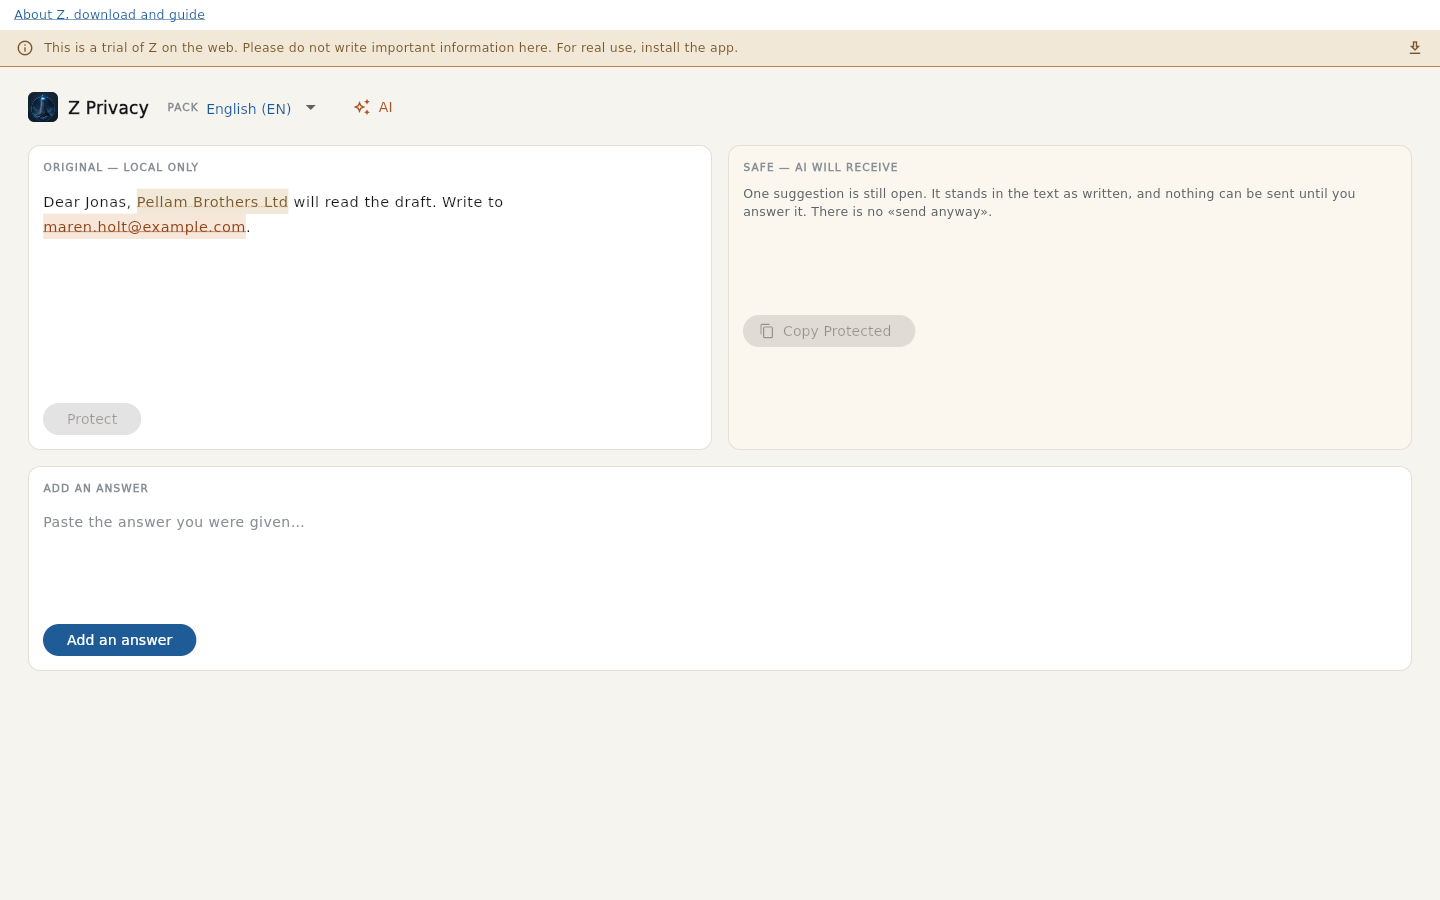 About Z, download and guide
This is a trial of Z on the web. Please do not write important information here. For real use, install the app.
Z Privacy PACK English (EN) AI
ORIGINAL — LOCAL ONLY
Dear Jonas, Pellam Brothers Ltd will read the draft. Write to
maren.holt@example.com.
Protect
SAFE — AI WILL RECEIVE
One suggestion is still open. It stands in the text as written, and nothing can be sent until you
answer it. There is no «send anyway».
Copy Protected
ADD AN ANSWER
Paste the answer you were given…
Add an answer